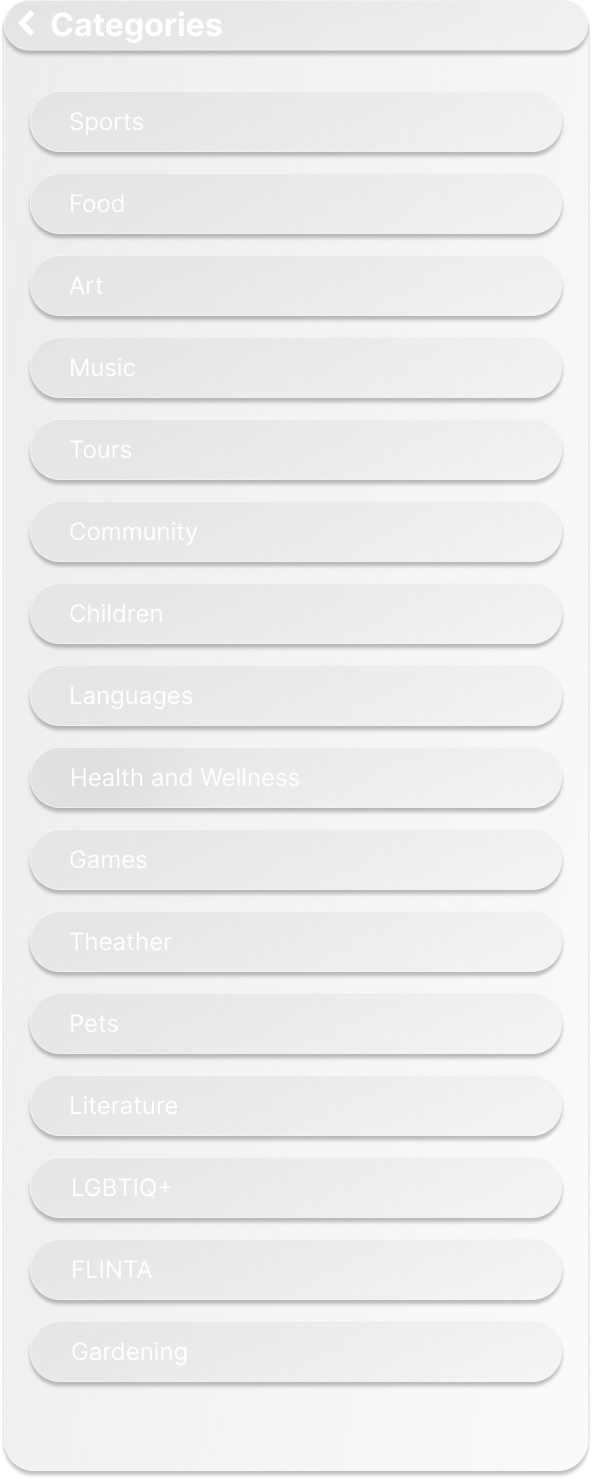 Categories
Sports
Food
Art
Music
Tours
Community
Children
Languages
Health and Wellness
Games
Theather
Pets
Literature
LGBTIQ+
FLINTA
Gardening